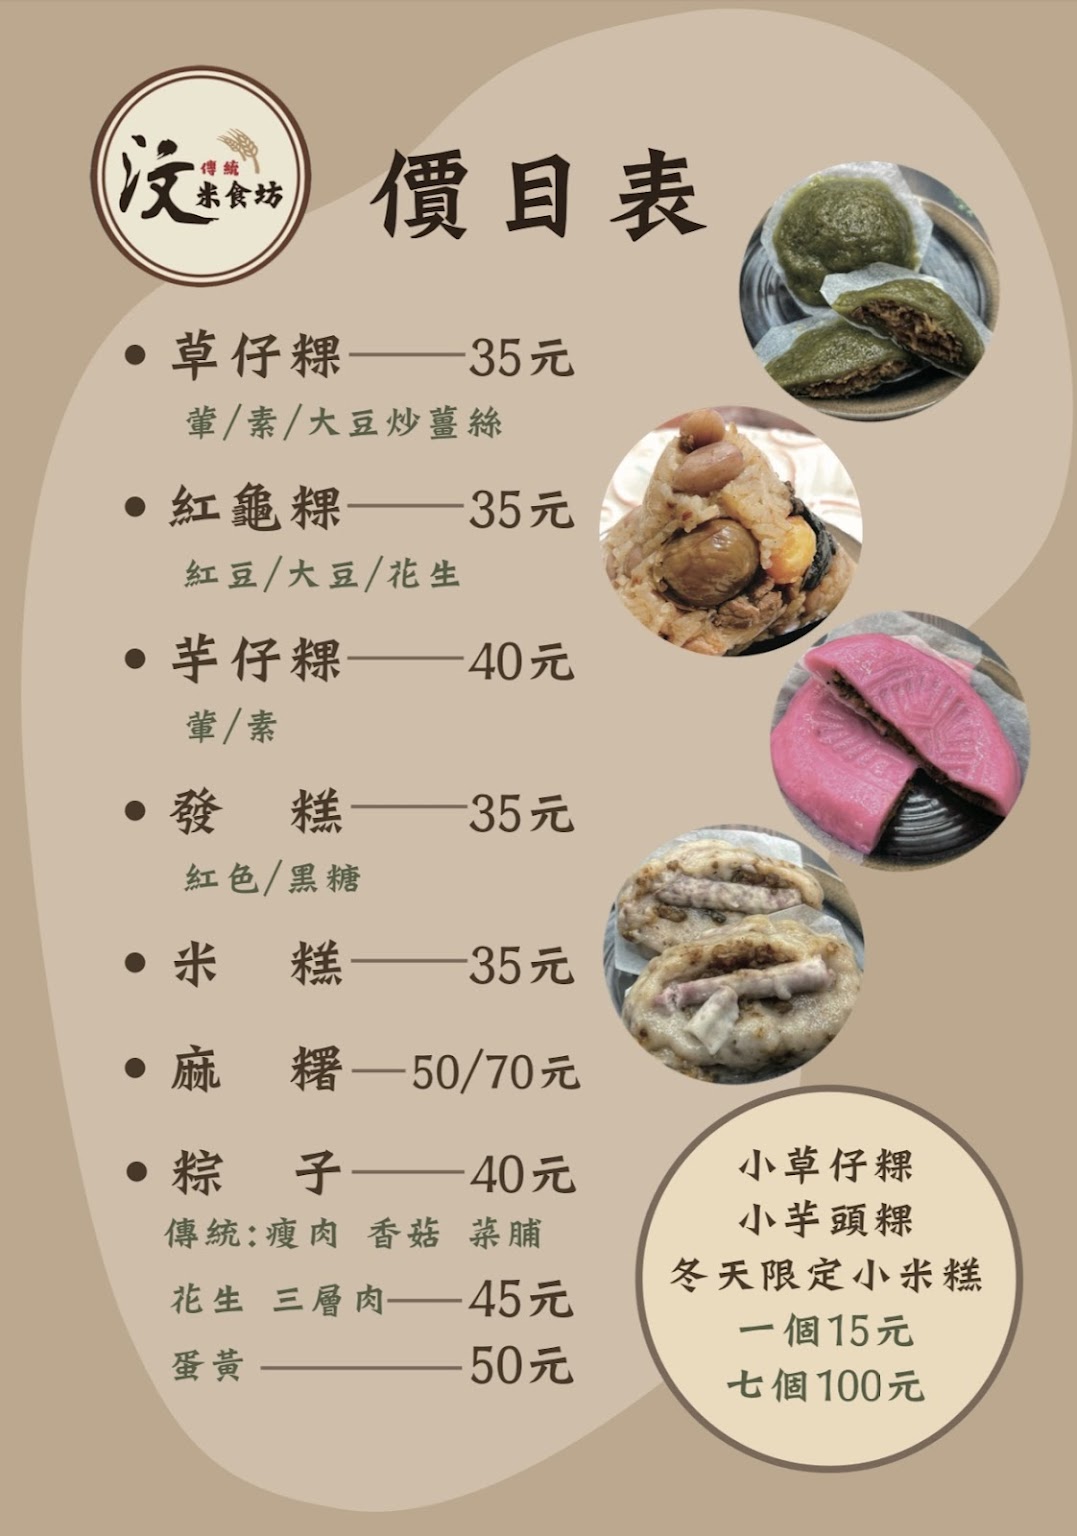 汶
傳統
米食坊
價目表
草仔粿 35元
葷/素/大豆炒薑絲
紅龜粿 35元
紅豆/大豆/花生
芋仔粿 40元
葷/素
發糕 35元
紅色/黑糖
米糕 35元
麻糬 50/70元
粽子 40元
傳統:瘦肉 香菇 菜脯
花生 三層肉 45元
蛋黃 50元
小草仔粿
小芋頭粿
冬天限定小米糕
一個15元
七個100元